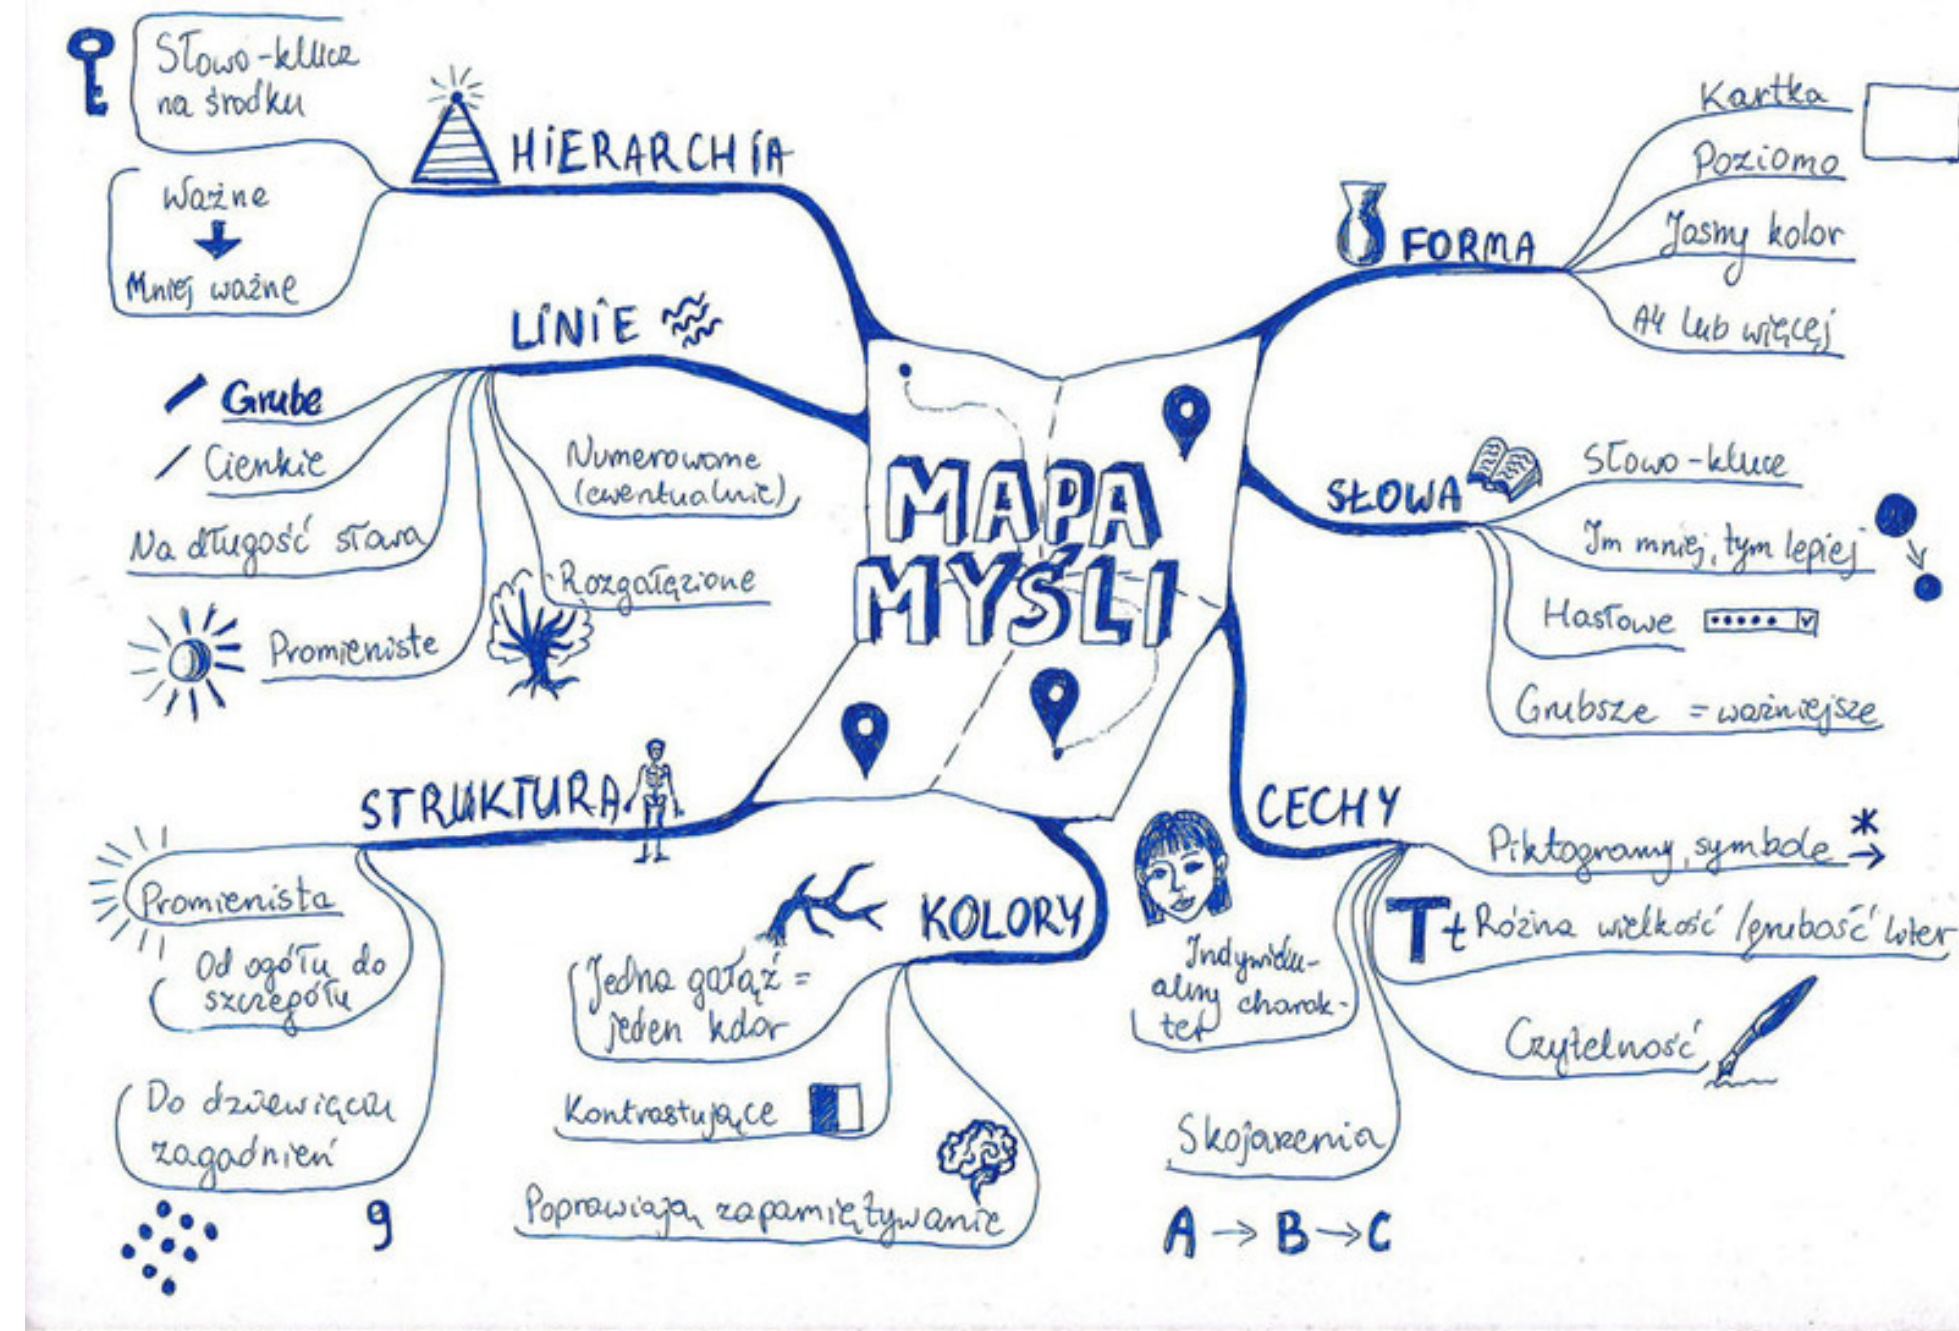 MAPA
MYŚLI
HIERARCHIA
Słowo-klucz
na środku
Ważne
Mniej ważne
LINIE
Grube
Cienkie
Na długość słowa
Promieniste
Numerowane
(ewentualnie)
Rozgałęzione
STRUKTURA
Promienista
Od ogółu do
szczegółu
Do dziewięciu
zagadnień
9
KOLORY
Jedna gałąź =
jeden kolor
Kontrastujące
Poprawiają zapamiętywanie
FORMA
Kartka
Poziomo
Jasny kolor
A4 lub więcej
SŁOWA
Słowo-klucz
Im mniej, tym lepiej
Hasłowe
Grubsze = ważniejsze
CECHY
Piktogramy, symbole
* →
T t Różna wielkość/grubość liter
Czytelność
Indywidu-
alny charak-
ter
Skojarzenia
A → B → C